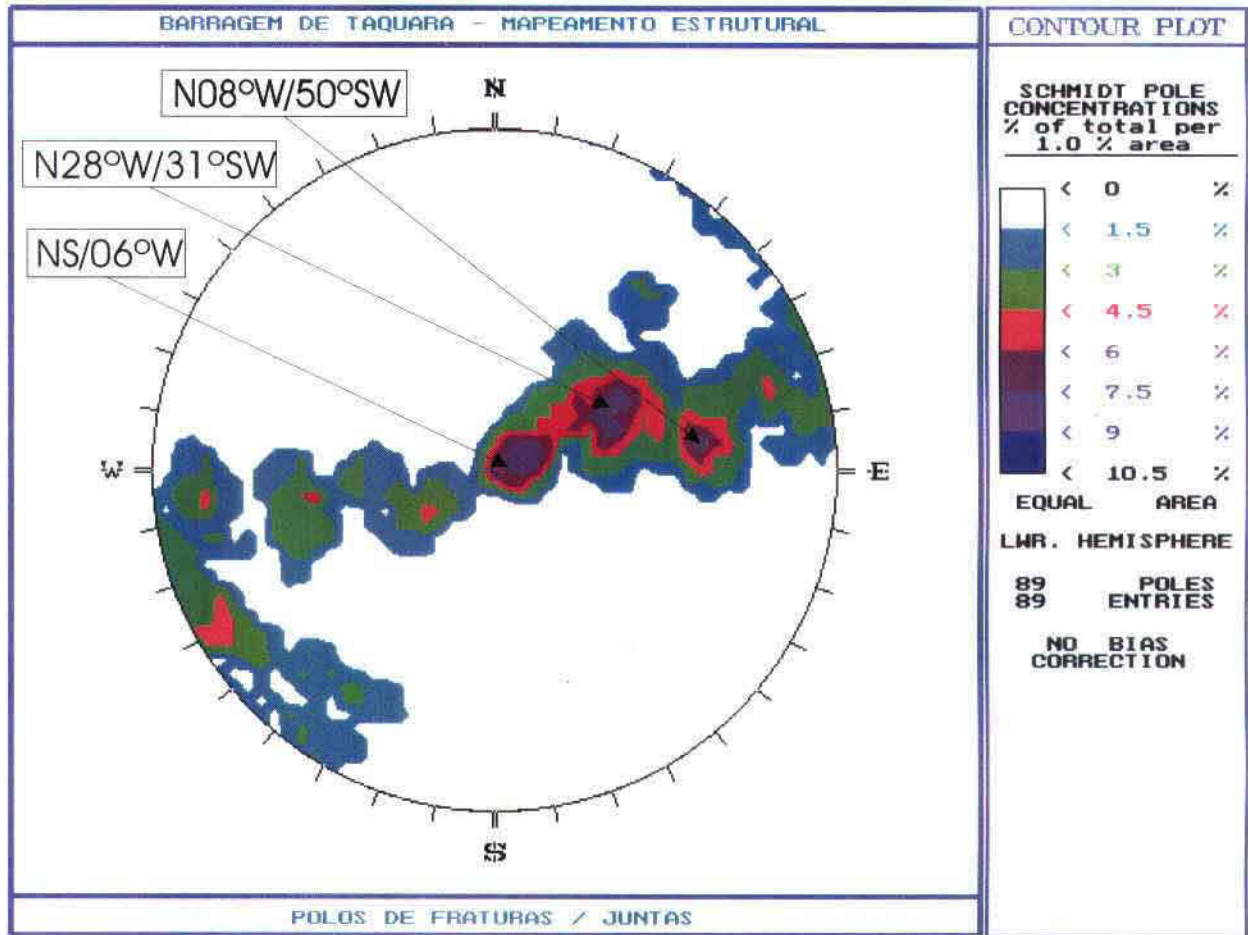 BARRAGEM DE TAQUARA - MAPEAMENTO ESTRUTURAL
N08°W/50°SW
N28°W/31°SW
NS/06°W
N
W
E
S
POLOS DE FRATURAS / JUNTAS
CONTOUR PLOT
SCHMIDT POLE
CONCENTRATIONS
% of total per
1.0 % area
< 0 %
< 1.5 %
< 3 %
< 4.5 %
< 6 %
< 7.5 %
< 9 %
< 10.5 %
EQUAL AREA
LWR. HEMISPHERE
89 POLES
89 ENTRIES
NO BIAS
CORRECTION